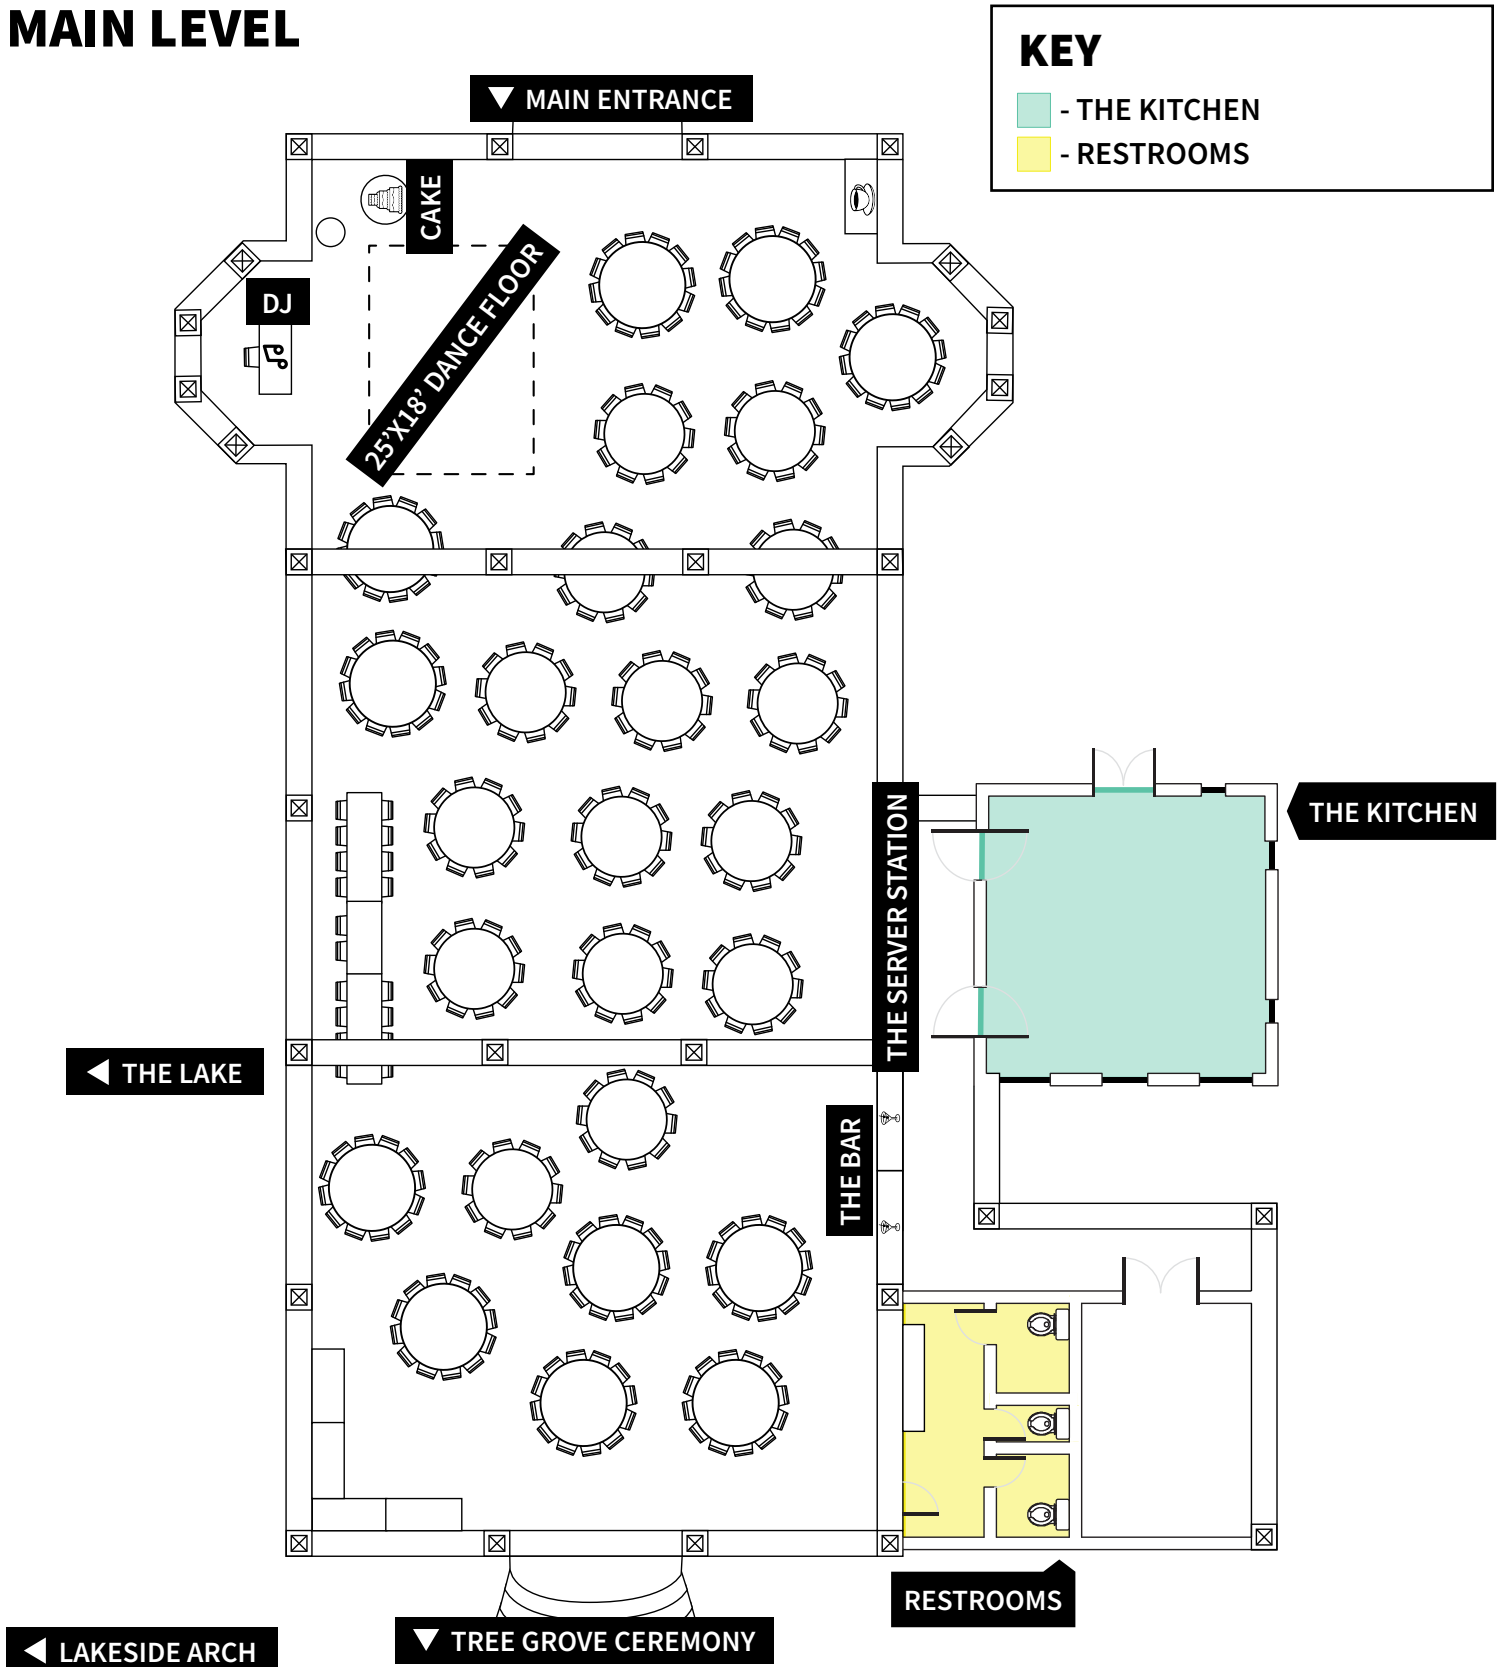 MAIN LEVEL
KEY
- THE KITCHEN
- RESTROOMS
MAIN ENTRANCE
CAKE
DJ
25’X18’ DANCE FLOOR
THE SERVER STATION
THE KITCHEN
THE LAKE
THE BAR
RESTROOMS
TREE GROVE CEREMONY
LAKESIDE ARCH